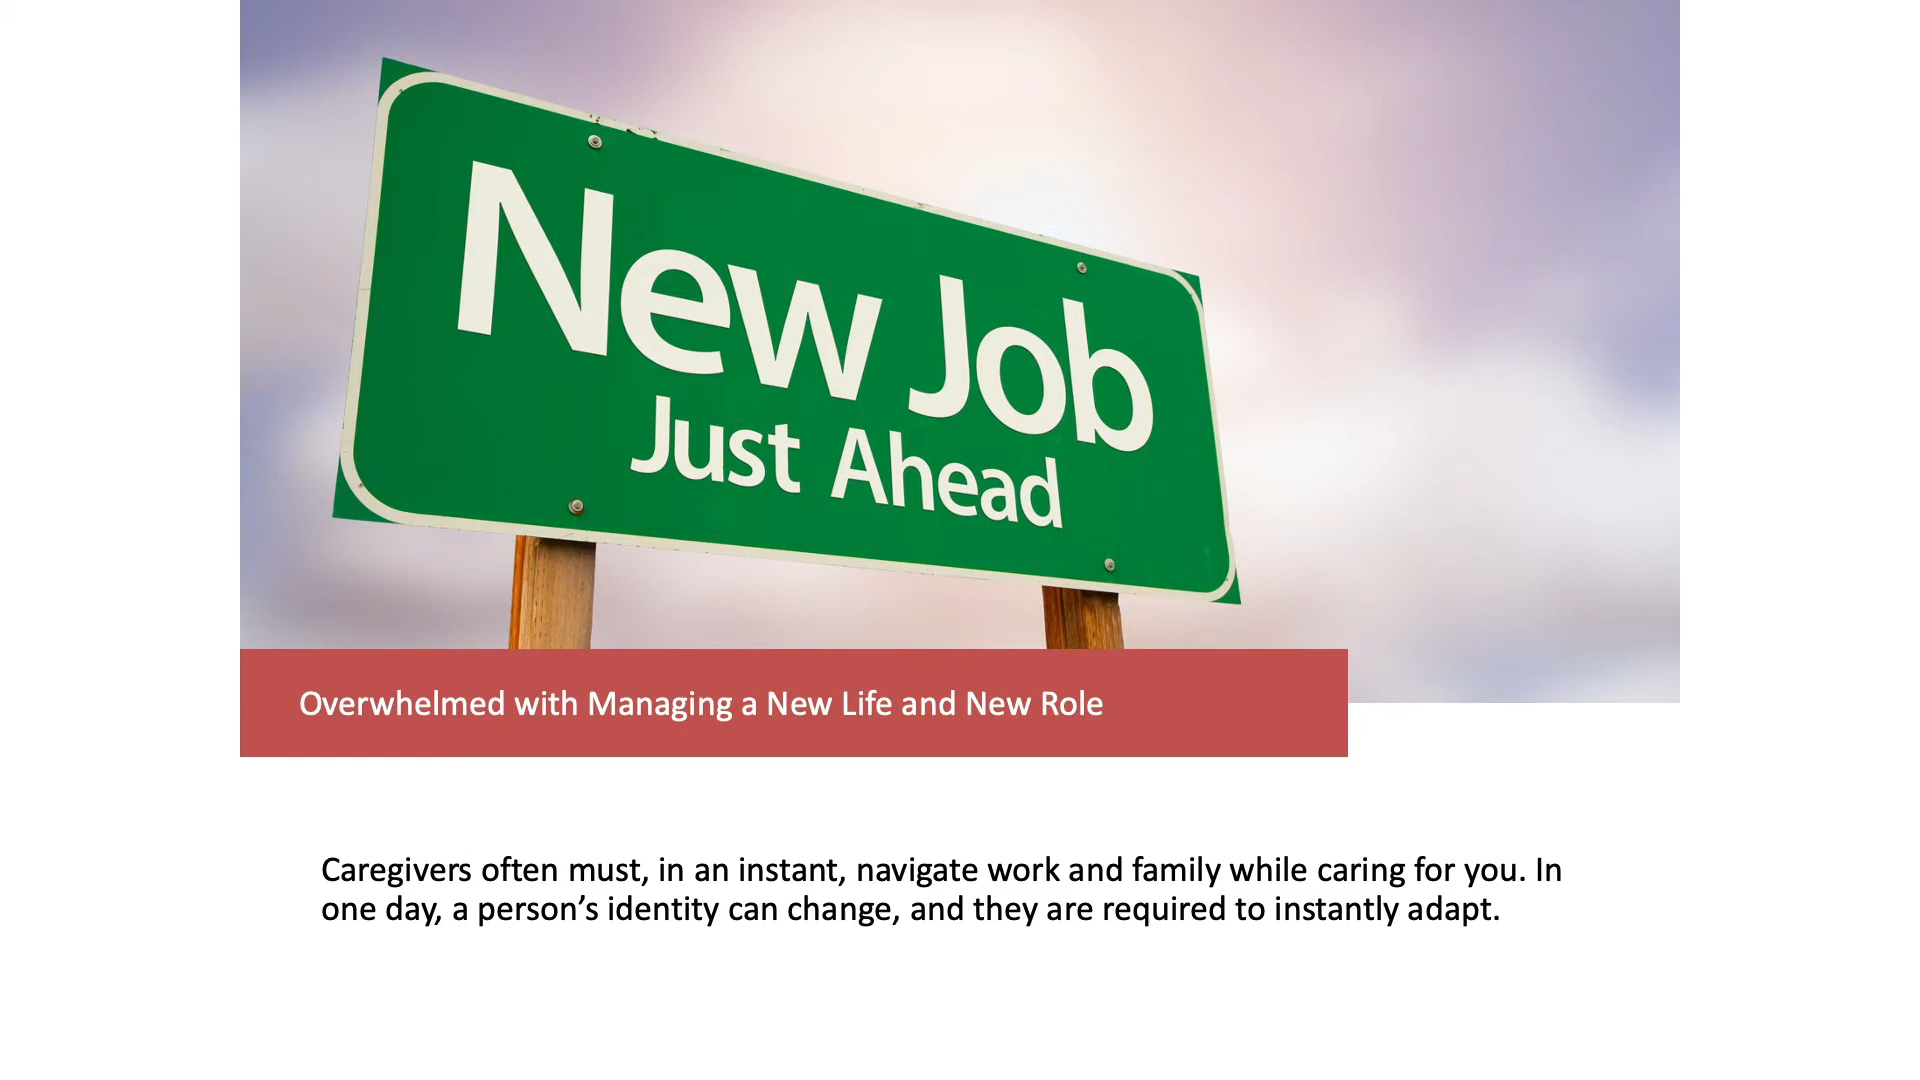 New Job
Just Ahead
Overwhelmed with Managing a New Life and New Role
Caregivers often must, in an instant, navigate work and family while caring for you. In
one day, a person’s identity can change, and they are required to instantly adapt.